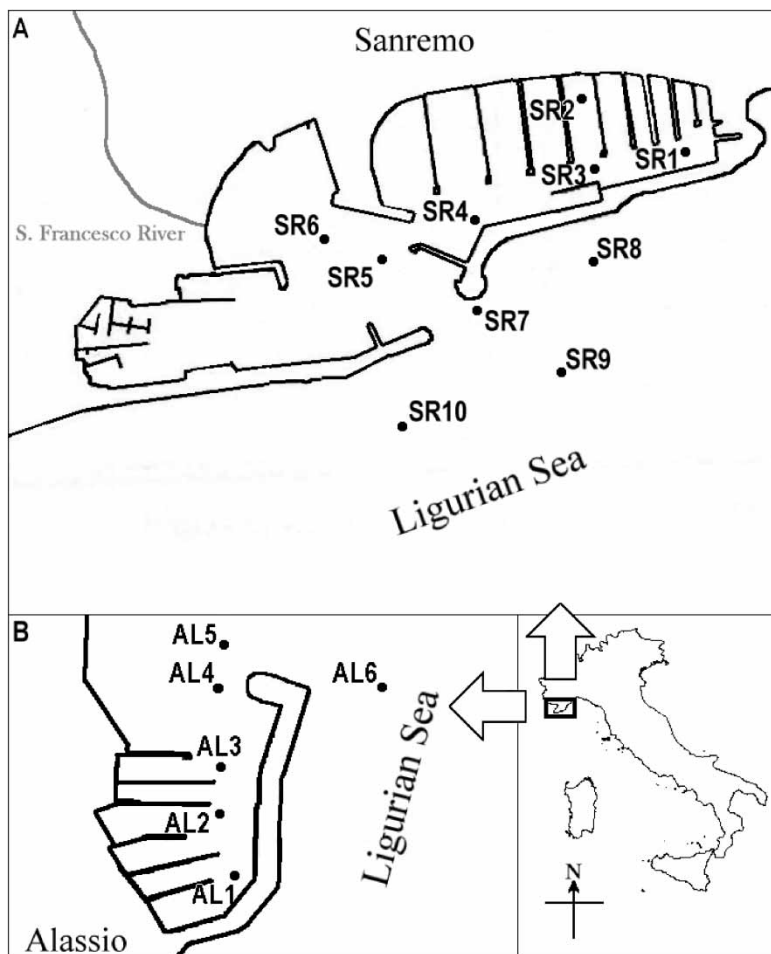 A
Sanremo
SR2
SR1
SR3
SR4
S. Francesco River
SR6
SR5
SR8
SR7
SR9
SR10
Ligurian Sea
B
AL5
AL4
AL6
AL3
AL2
AL1
Ligurian Sea
Alassio
N